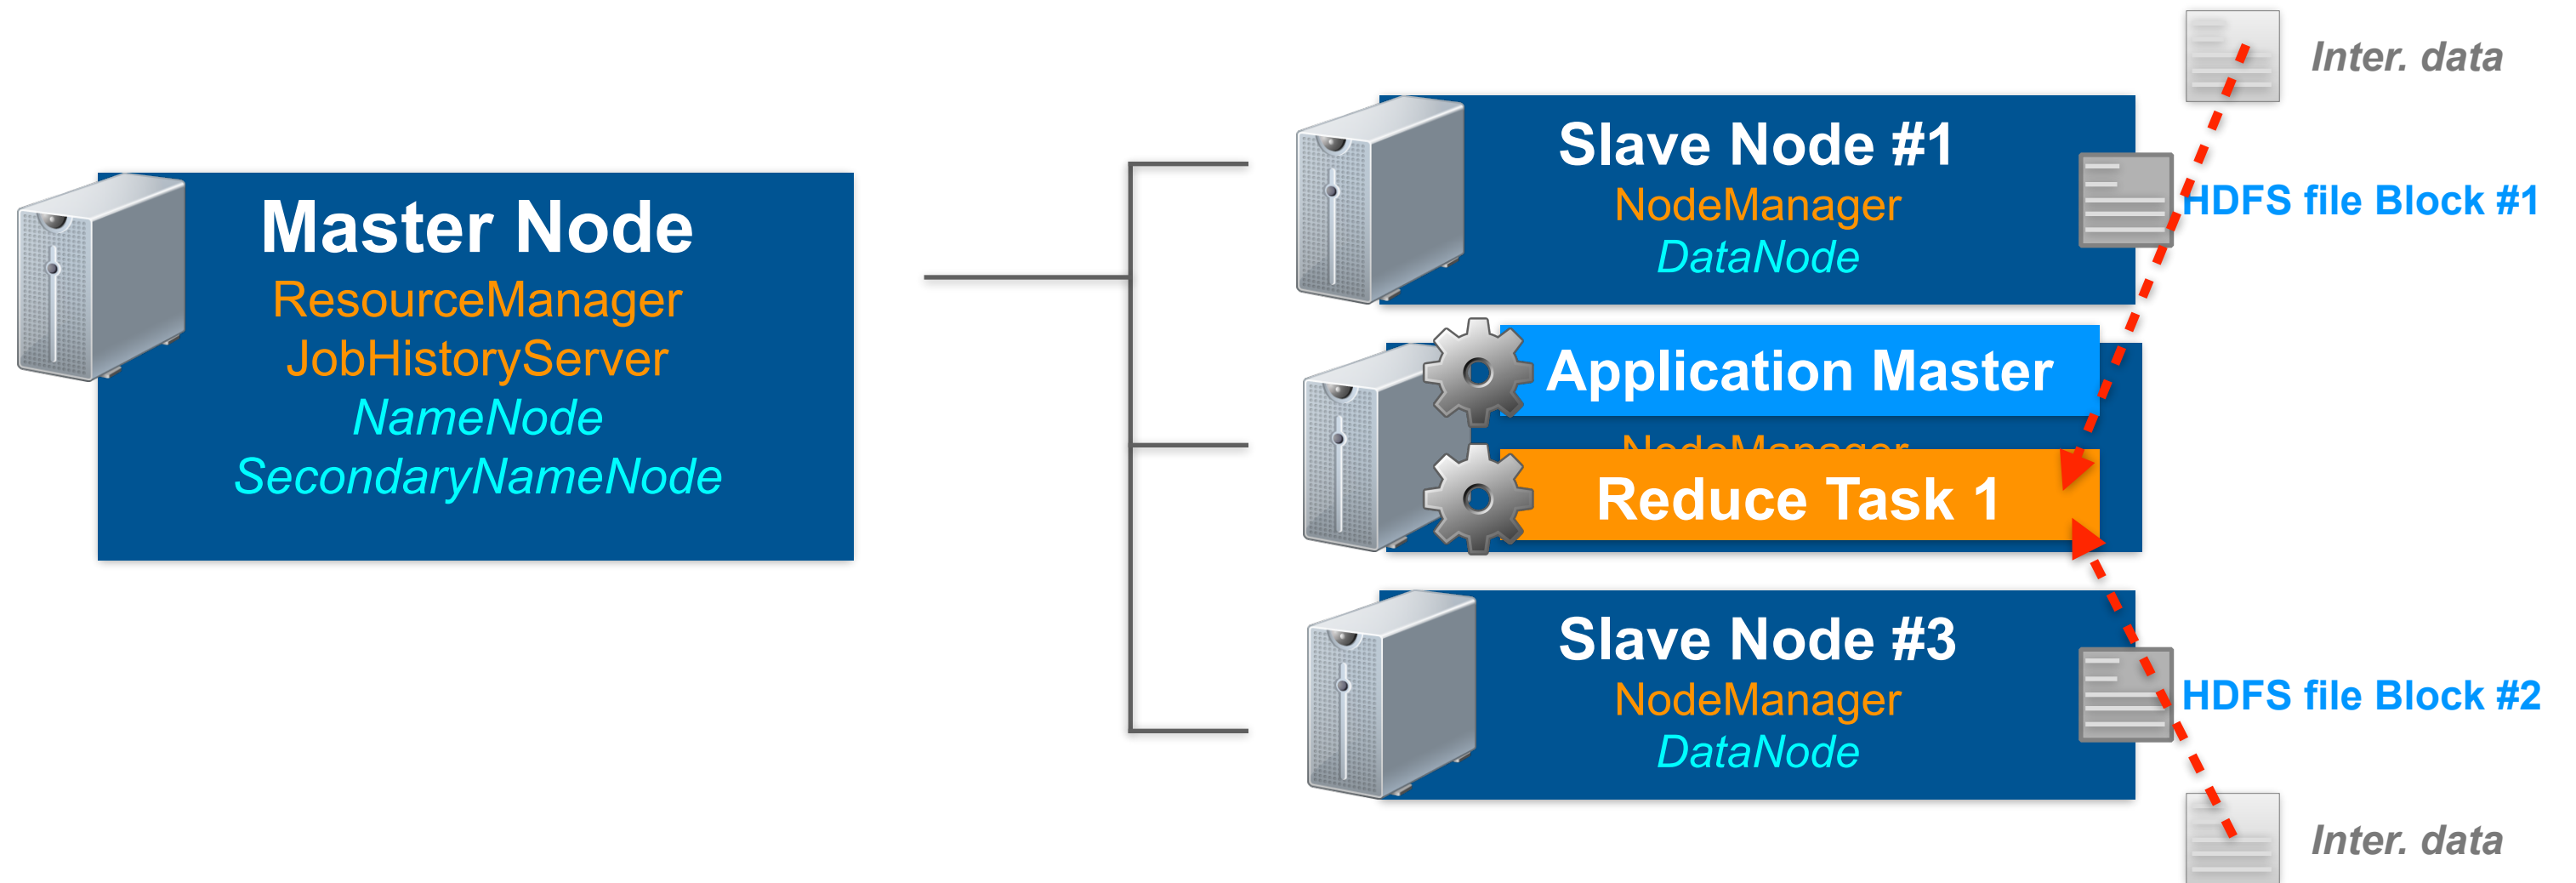 Master Node
ResourceManager
JobHistoryServer
NameNode
SecondaryNameNode
Inter. data
Slave Node #1
NodeManager
DataNode
HDFS file Block #1
Application Master
NodeManager
Reduce Task 1
Slave Node #3
NodeManager
DataNode
HDFS file Block #2
Inter. data